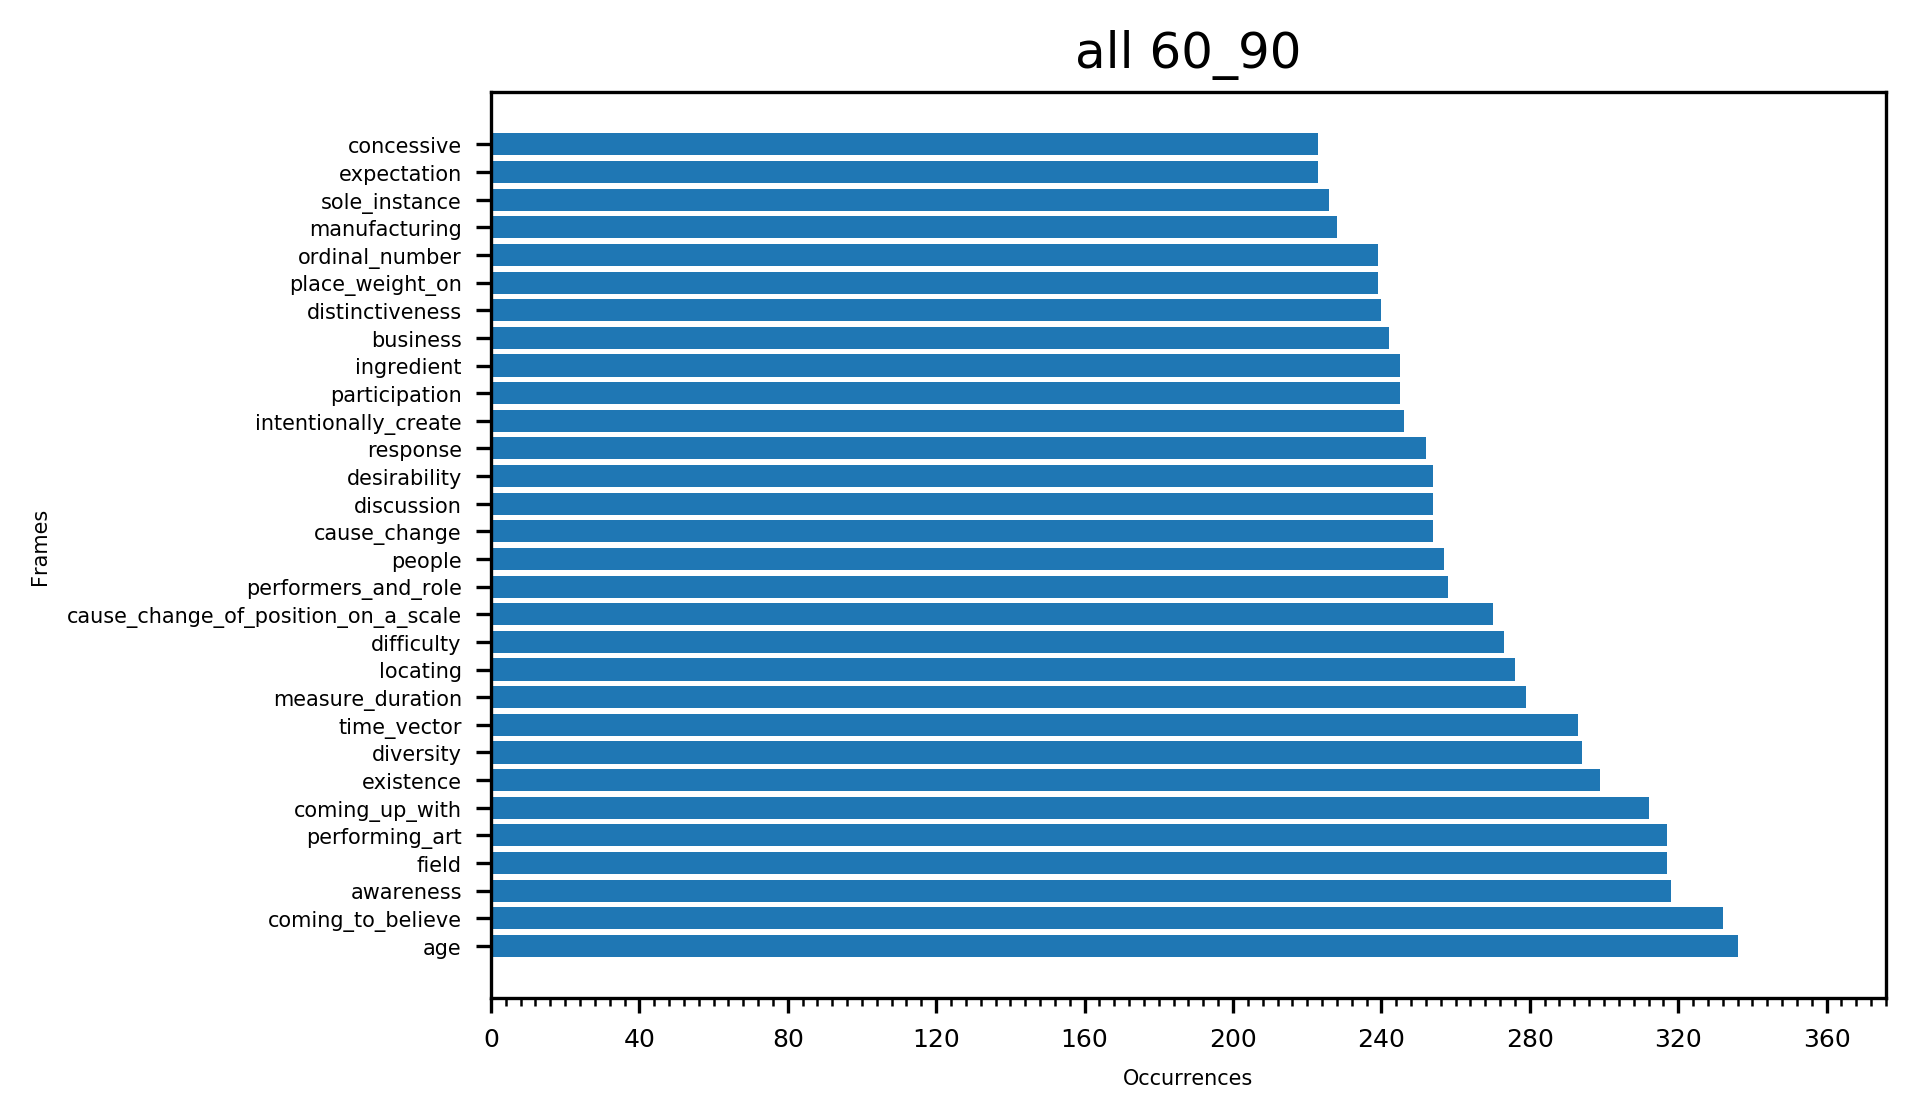 all 60_90
concessive
expectation
sole_instance
manufacturing
ordinal_number
place_weight_on
distinctiveness
business
ingredient
participation
intentionally_create
response
desirability
discussion
cause_change
people
performers_and_role
cause_change_of_position_on_a_scale
difficulty
locating
measure_duration
time_vector
diversity
existence
coming_up_with
performing_art
field
awareness
coming_to_believe
age
Frames
0 40 80 120 160 200 240 280 320 360
Occurrences